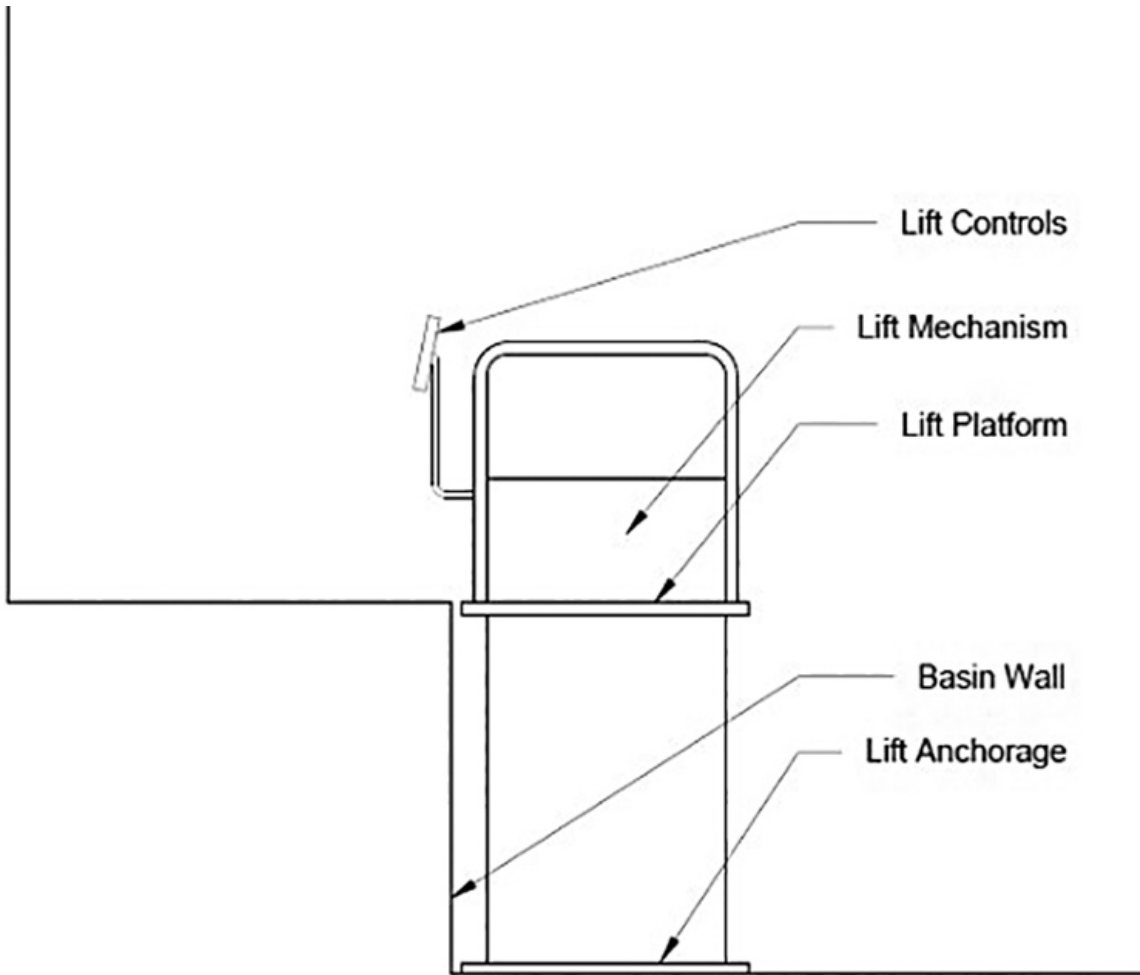 Lift Controls
Lift Mechanism
Lift Platform
Basin Wall
Lift Anchorage